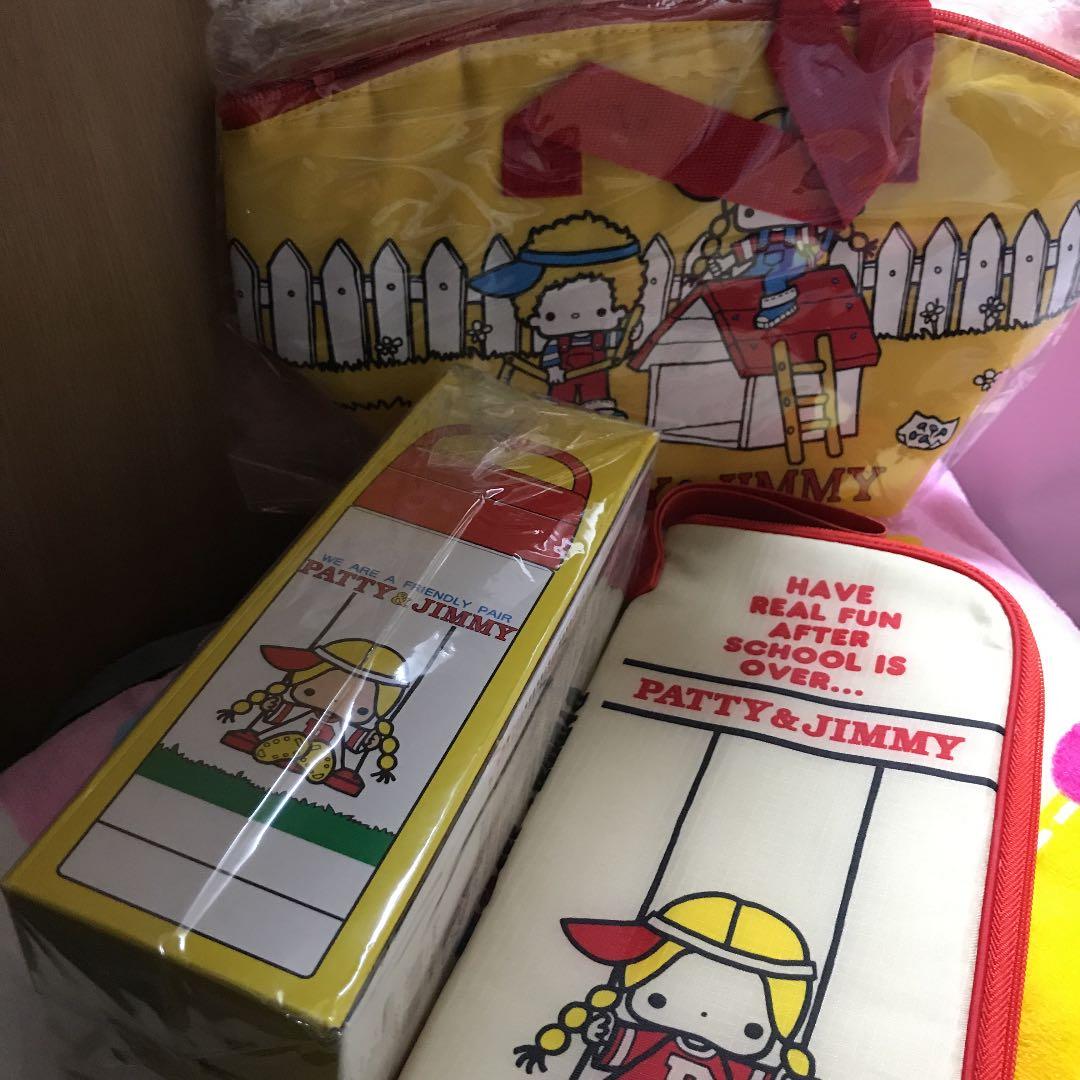 & JIMMY
WE ARE A FRIENDLY PAIR
PATTY & JIMMY
HAVE
REAL FUN
AFTER
SCHOOL IS
OVER...
PATTY & JIMMY